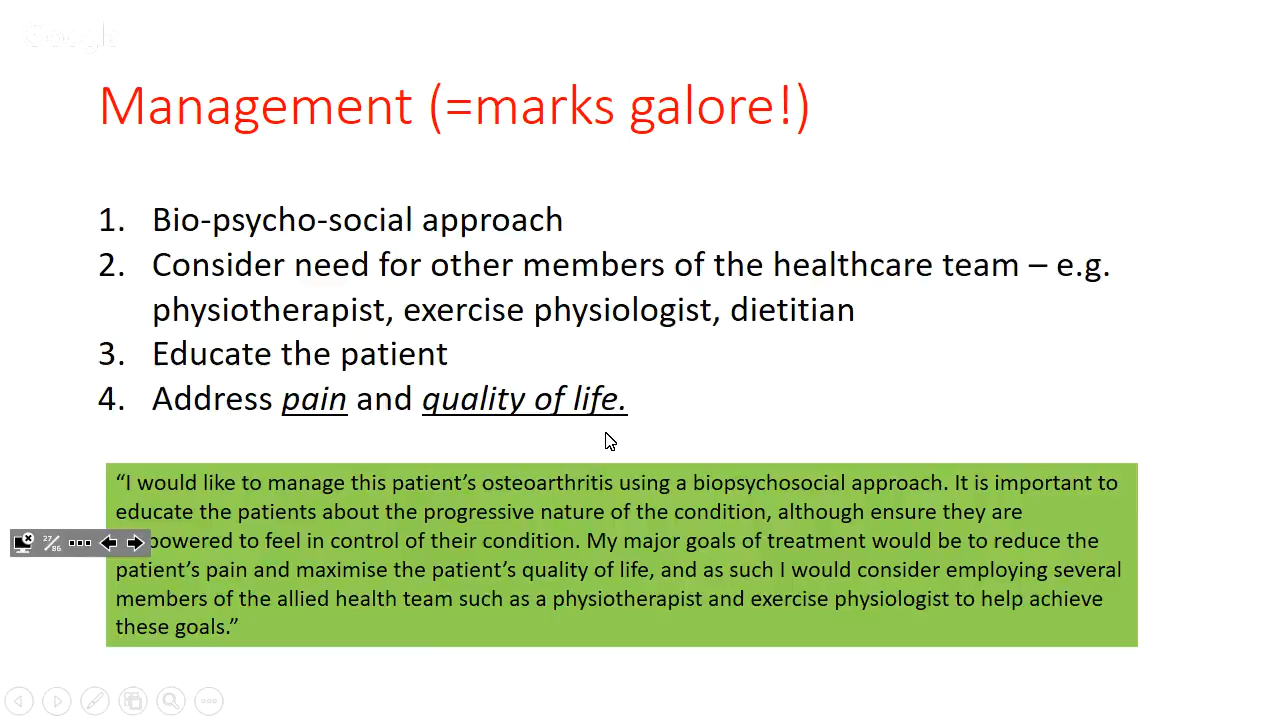 Management (=marks galore!)
1. Bio-psycho-social approach
2. Consider need for other members of the healthcare team – e.g.
physiotherapist, exercise physiologist, dietitian
3. Educate the patient
4. Address pain and quality of life.
“I would like to manage this patient’s osteoarthritis using a biopsychosocial approach. It is important to
educate the patients about the progressive nature of the condition, although ensure they are
powered to feel in control of their condition. My major goals of treatment would be to reduce the
27/86
patient’s pain and maximise the patient’s quality of life, and as such I would consider employing several
members of the allied health team such as a physiotherapist and exercise physiologist to help achieve
these goals.”